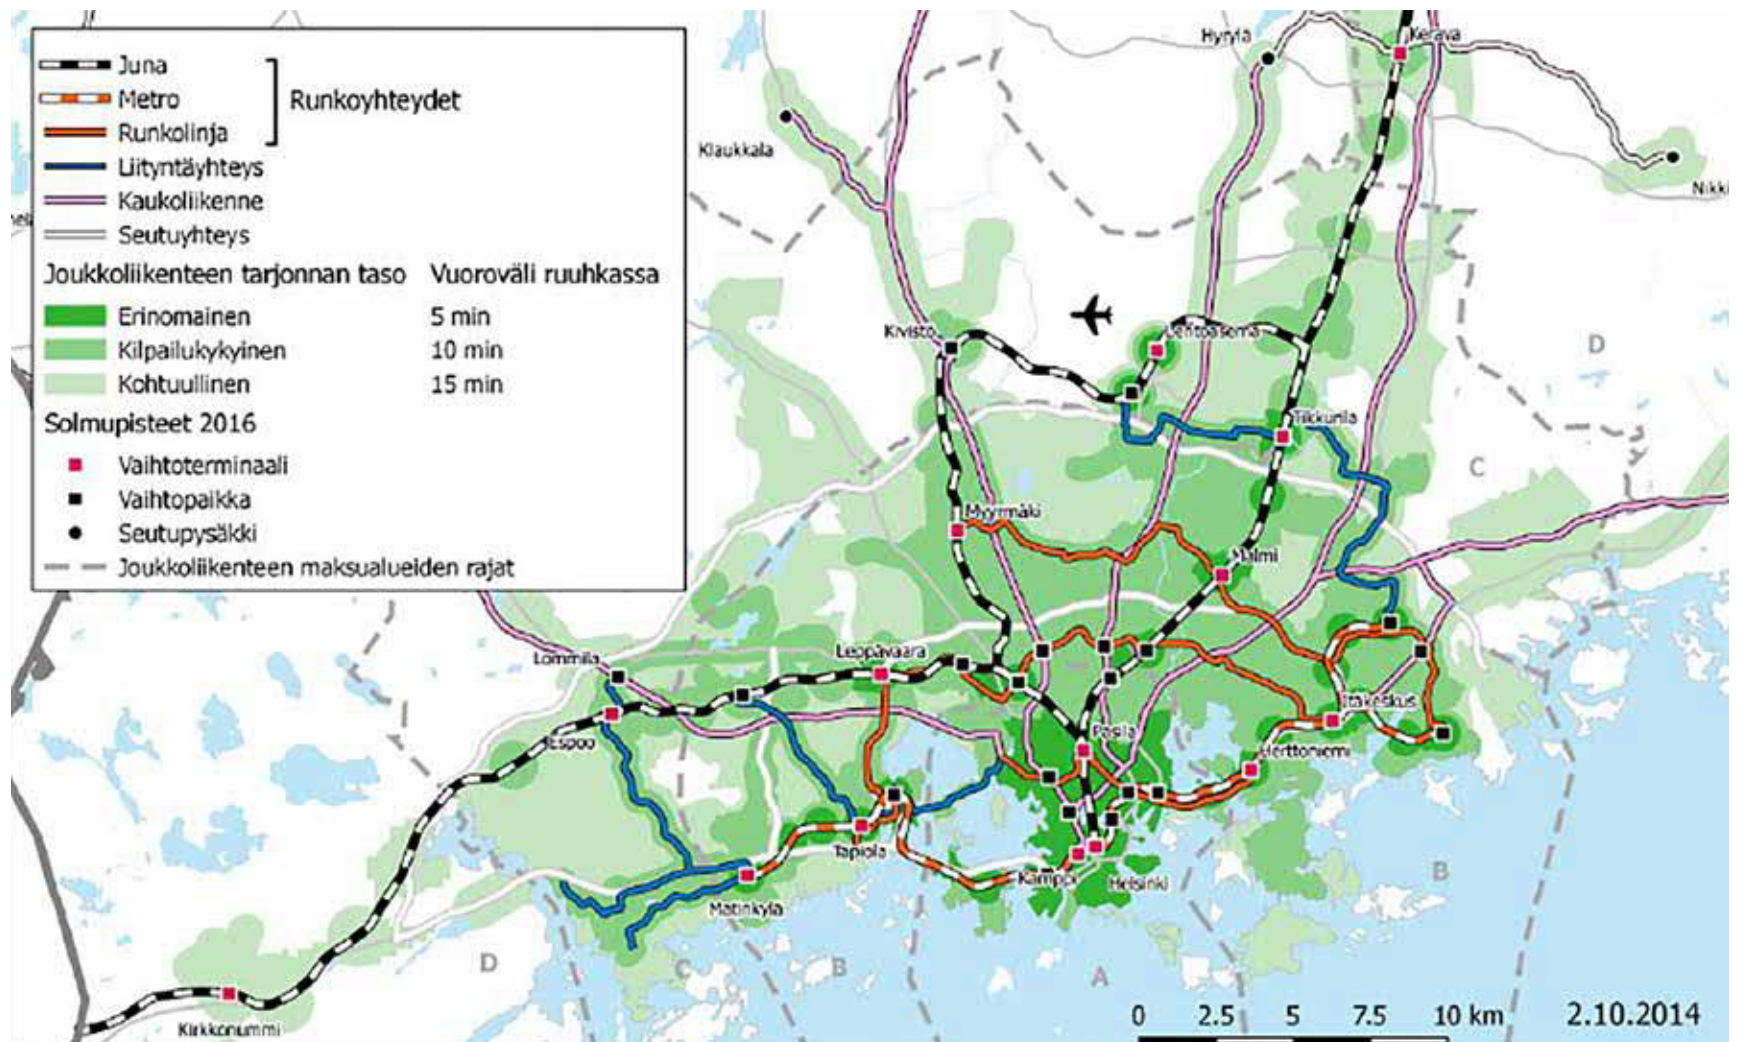 Juna
Metro
Runkolinja
Runkoyhteydet
Liityntäyhteys
Kaukoliikenne
Seutuyhteys
Joukkoliikenteen tarjonnan taso Vuoroväli ruuhkassa
Erinomainen 5 min
Kilpailukykyinen 10 min
Kohtuullinen 15 min
Solmupisteet 2016
Vaihtoterminaali
Vaihtopaikka
Seutupysäkki
Joukkoliikenteen maksualueiden rajat
Hyrylä
Kerava
Klaukkala
Nikki
Kivistö
Lentoasema
D
Tikkurila
C
Myyrmäki
Malmi
Lommila
Leppävaara
Espoo
Pasila
Itäkeskus
Herttoniemi
Tapiola
Kamppi
Helsinki
B
Matinkylä
D
C
B
A
Kirkkonummi
0 2.5 5 7.5 10 km
2.10.2014